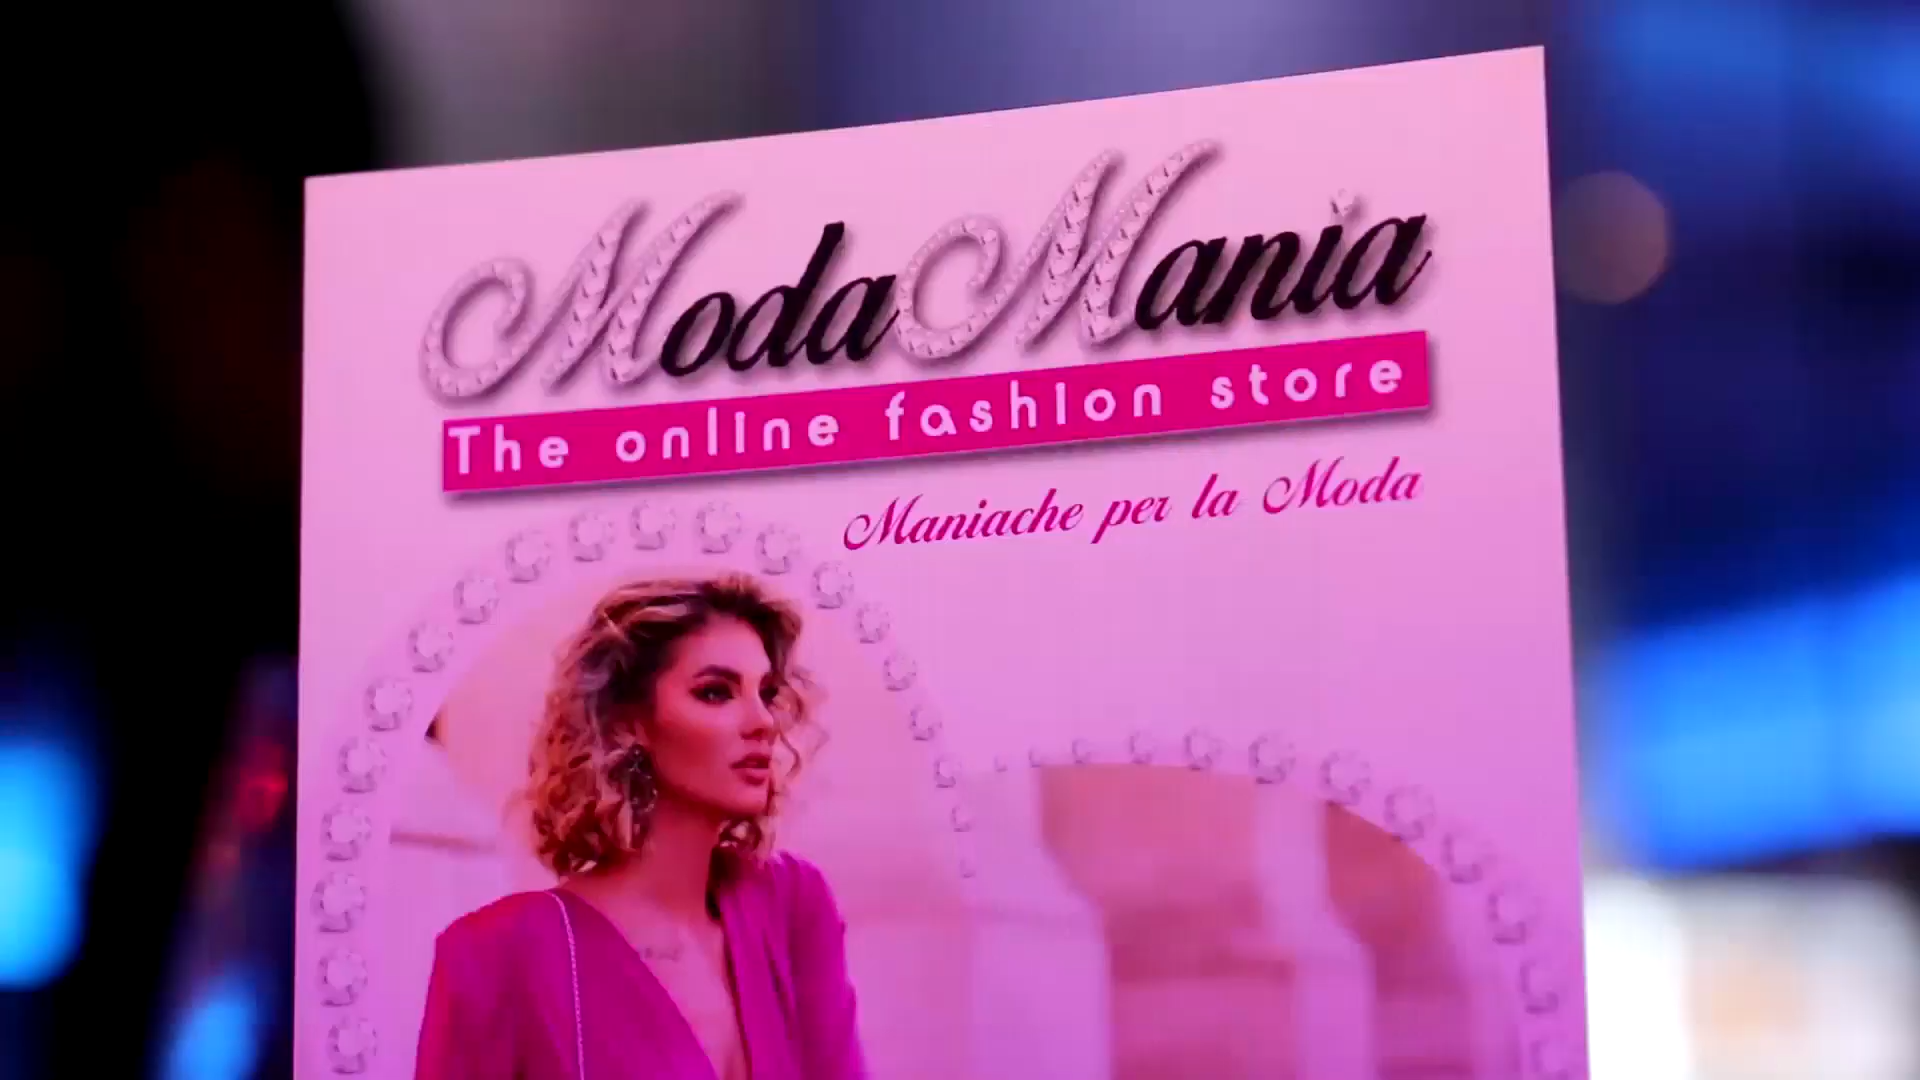 ModaMania
The online fashion store
Maniache per la Moda